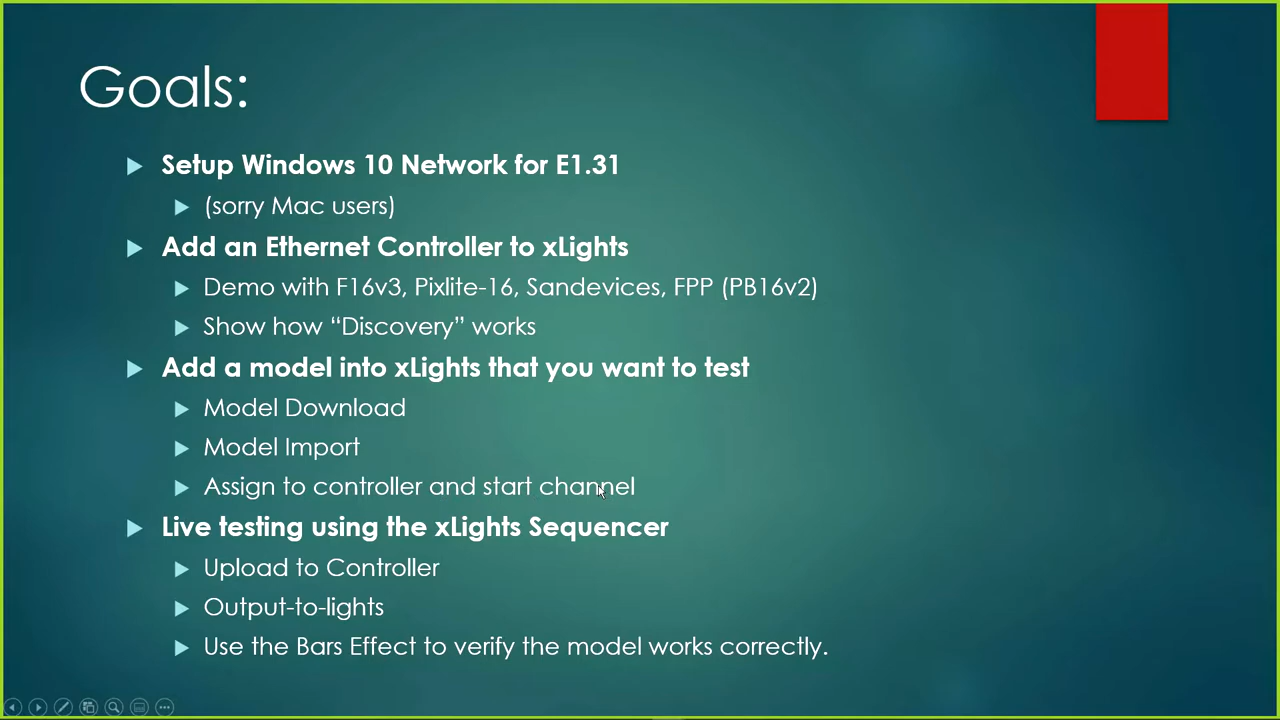 Goals:
Setup Windows 10 Network for E1.31
(sorry Mac users)
Add an Ethernet Controller to xLights
Demo with F16v3, Pixlite-16, Sandevices, FPP (PB16v2)
Show how “Discovery” works
Add a model into xLights that you want to test
Model Download
Model Import
Assign to controller and start channel
Live testing using the xLights Sequencer
Upload to Controller
Output-to-lights
Use the Bars Effect to verify the model works correctly.